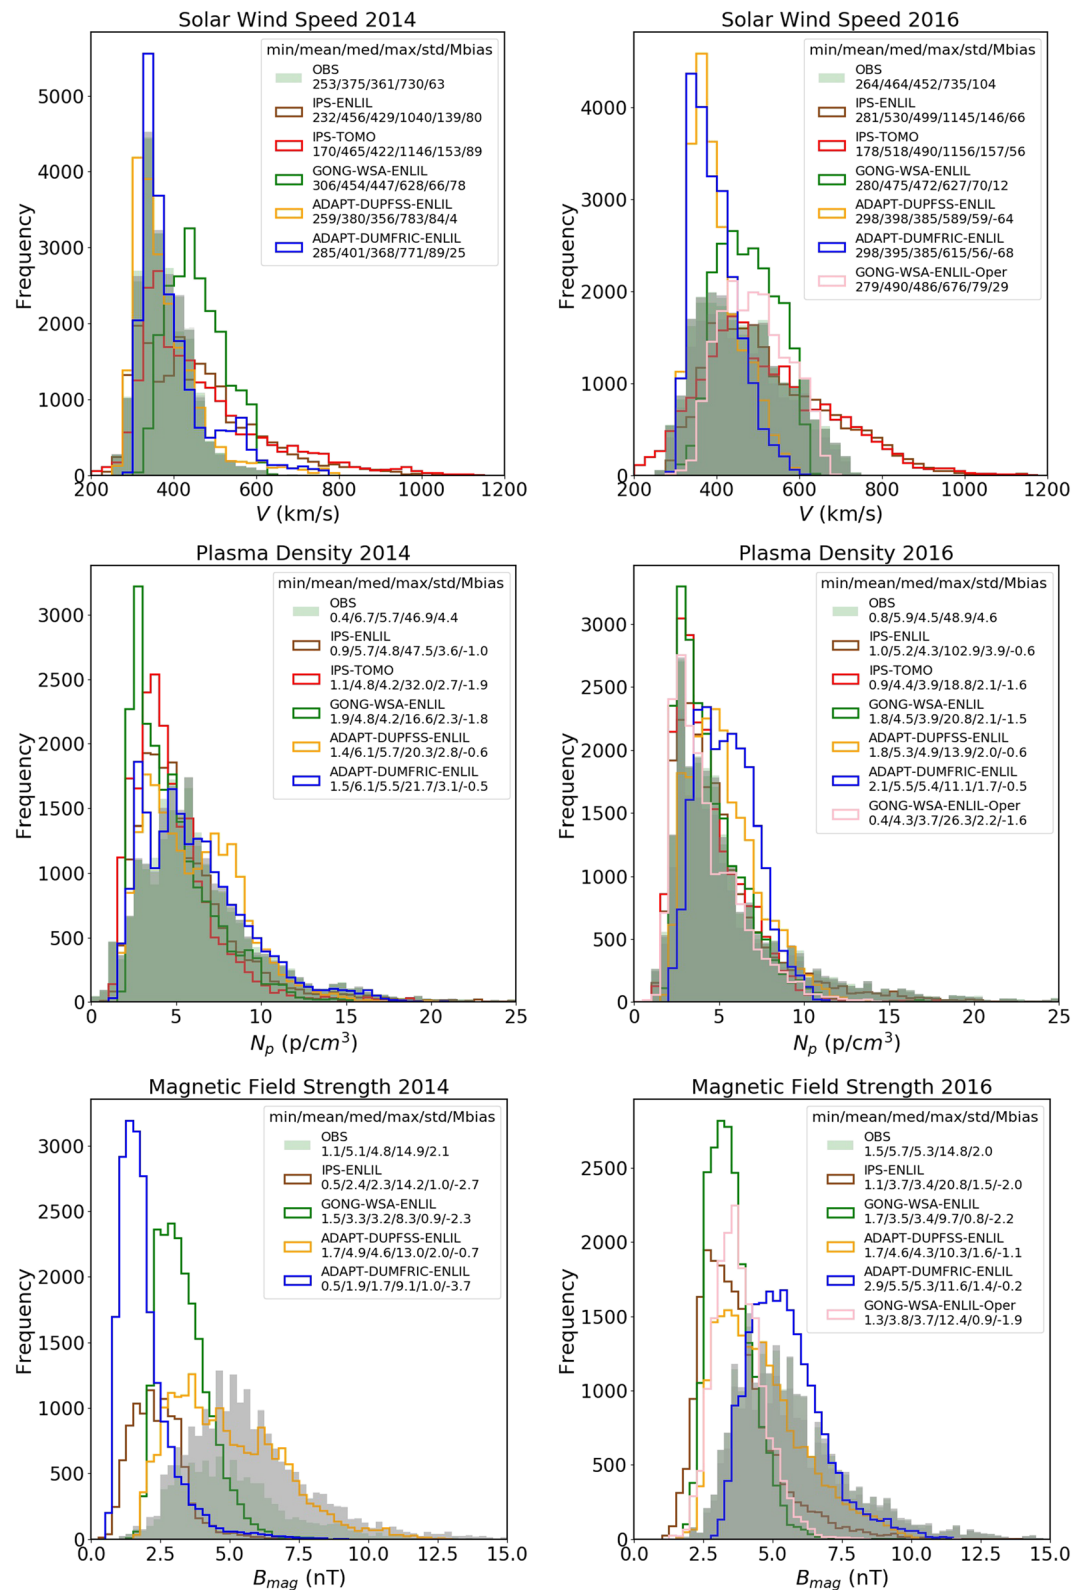 Solar Wind Speed 2014
min/mean/med/max/std/Mbias
OBS
253/375/361/730/63
IPS-ENLIL
232/456/429/1040/139/80
IPS-TOMO
170/465/422/1146/153/89
GONG-WSA-ENLIL
306/454/447/628/66/78
ADAPT-DUPFSS-ENLIL
259/380/356/783/84/4
ADAPT-DUMFRIC-ENLIL
285/401/368/771/89/25
Frequency
5000
4000
3000
2000
1000
0
200 400 600 800 1000 1200
V (km/s)
Solar Wind Speed 2016
min/mean/med/max/std/Mbias
OBS
264/464/452/735/104
IPS-ENLIL
281/530/499/1145/146/66
IPS-TOMO
178/518/490/1156/157/56
GONG-WSA-ENLIL
280/475/472/627/70/12
ADAPT-DUPFSS-ENLIL
298/398/385/589/59/-64
ADAPT-DUMFRIC-ENLIL
298/395/385/615/56/-68
GONG-WSA-ENLIL-Oper
279/490/486/676/79/29
Frequency
4000
3000
2000
1000
0
200 400 600 800 1000 1200
V (km/s)
Plasma Density 2014
min/mean/med/max/std/Mbias
OBS
0.4/6.7/5.7/46.9/4.4
IPS-ENLIL
0.9/5.7/4.8/47.5/3.6/-1.0
IPS-TOMO
1.1/4.8/4.2/32.0/2.7/-1.9
GONG-WSA-ENLIL
1.9/4.8/4.2/16.6/2.3/-1.8
ADAPT-DUPFSS-ENLIL
1.4/6.1/5.7/20.3/2.8/-0.6
ADAPT-DUMFRIC-ENLIL
1.5/6.1/5.5/21.7/3.1/-0.5
Frequency
3000
2500
2000
1500
1000
500
0
0 5 10 15 20 25
Np (p/cm³)
Plasma Density 2016
min/mean/med/max/std/Mbias
OBS
0.8/5.9/4.5/48.9/4.6
IPS-ENLIL
1.0/5.2/4.3/102.9/3.9/-0.6
IPS-TOMO
0.9/4.4/3.9/18.8/2.1/-1.6
GONG-WSA-ENLIL
1.8/4.5/3.9/20.8/2.1/-1.5
ADAPT-DUPFSS-ENLIL
1.8/5.3/4.9/13.9/2.0/-0.6
ADAPT-DUMFRIC-ENLIL
2.1/5.5/5.4/11.1/1.7/-0.5
GONG-WSA-ENLIL-Oper
0.4/4.3/3.7/26.3/2.2/-1.6
Frequency
3000
2500
2000
1500
1000
500
0
0 5 10 15 20 25
Np (p/cm³)
Magnetic Field Strength 2014
min/mean/med/max/std/Mbias
OBS
1.1/5.1/4.8/14.9/2.1
IPS-ENLIL
0.5/2.4/2.3/14.2/1.0/-2.7
GONG-WSA-ENLIL
1.5/3.3/3.2/8.3/0.9/-2.3
ADAPT-DUPFSS-ENLIL
1.7/4.9/4.6/13.0/2.0/-0.7
ADAPT-DUMFRIC-ENLIL
0.5/1.9/1.7/9.1/1.0/-3.7
Frequency
3000
2500
2000
1500
1000
500
0
0.0 2.5 5.0 7.5 10.0 12.5 15.0
Bmag (nT)
Magnetic Field Strength 2016
min/mean/med/max/std/Mbias
OBS
1.5/5.7/5.3/14.8/2.0
IPS-ENLIL
1.1/3.7/3.4/20.8/1.5/-2.0
GONG-WSA-ENLIL
1.7/3.5/3.4/9.7/0.8/-2.2
ADAPT-DUPFSS-ENLIL
1.7/4.6/4.3/10.3/1.6/-1.1
ADAPT-DUMFRIC-ENLIL
2.9/5.5/5.3/11.6/1.4/-0.2
GONG-WSA-ENLIL-Oper
1.3/3.8/3.7/12.4/0.9/-1.9
Frequency
2500
2000
1500
1000
500
0
0.0 2.5 5.0 7.5 10.0 12.5 15.0
Bmag (nT)